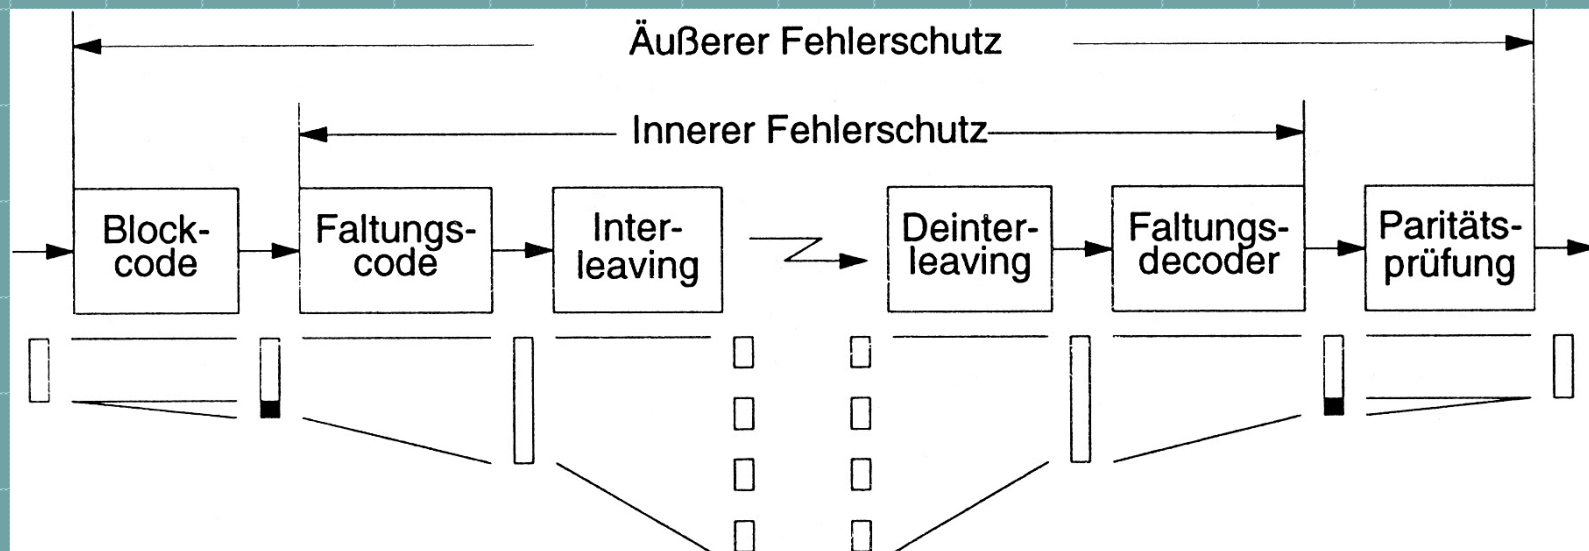 Äußerer Fehlerschutz
Innerer Fehlerschutz
Block-
code
Faltungs-
code
Inter-
leaving
Deinter-
leaving
Faltungs-
decoder
Paritäts-
prüfung